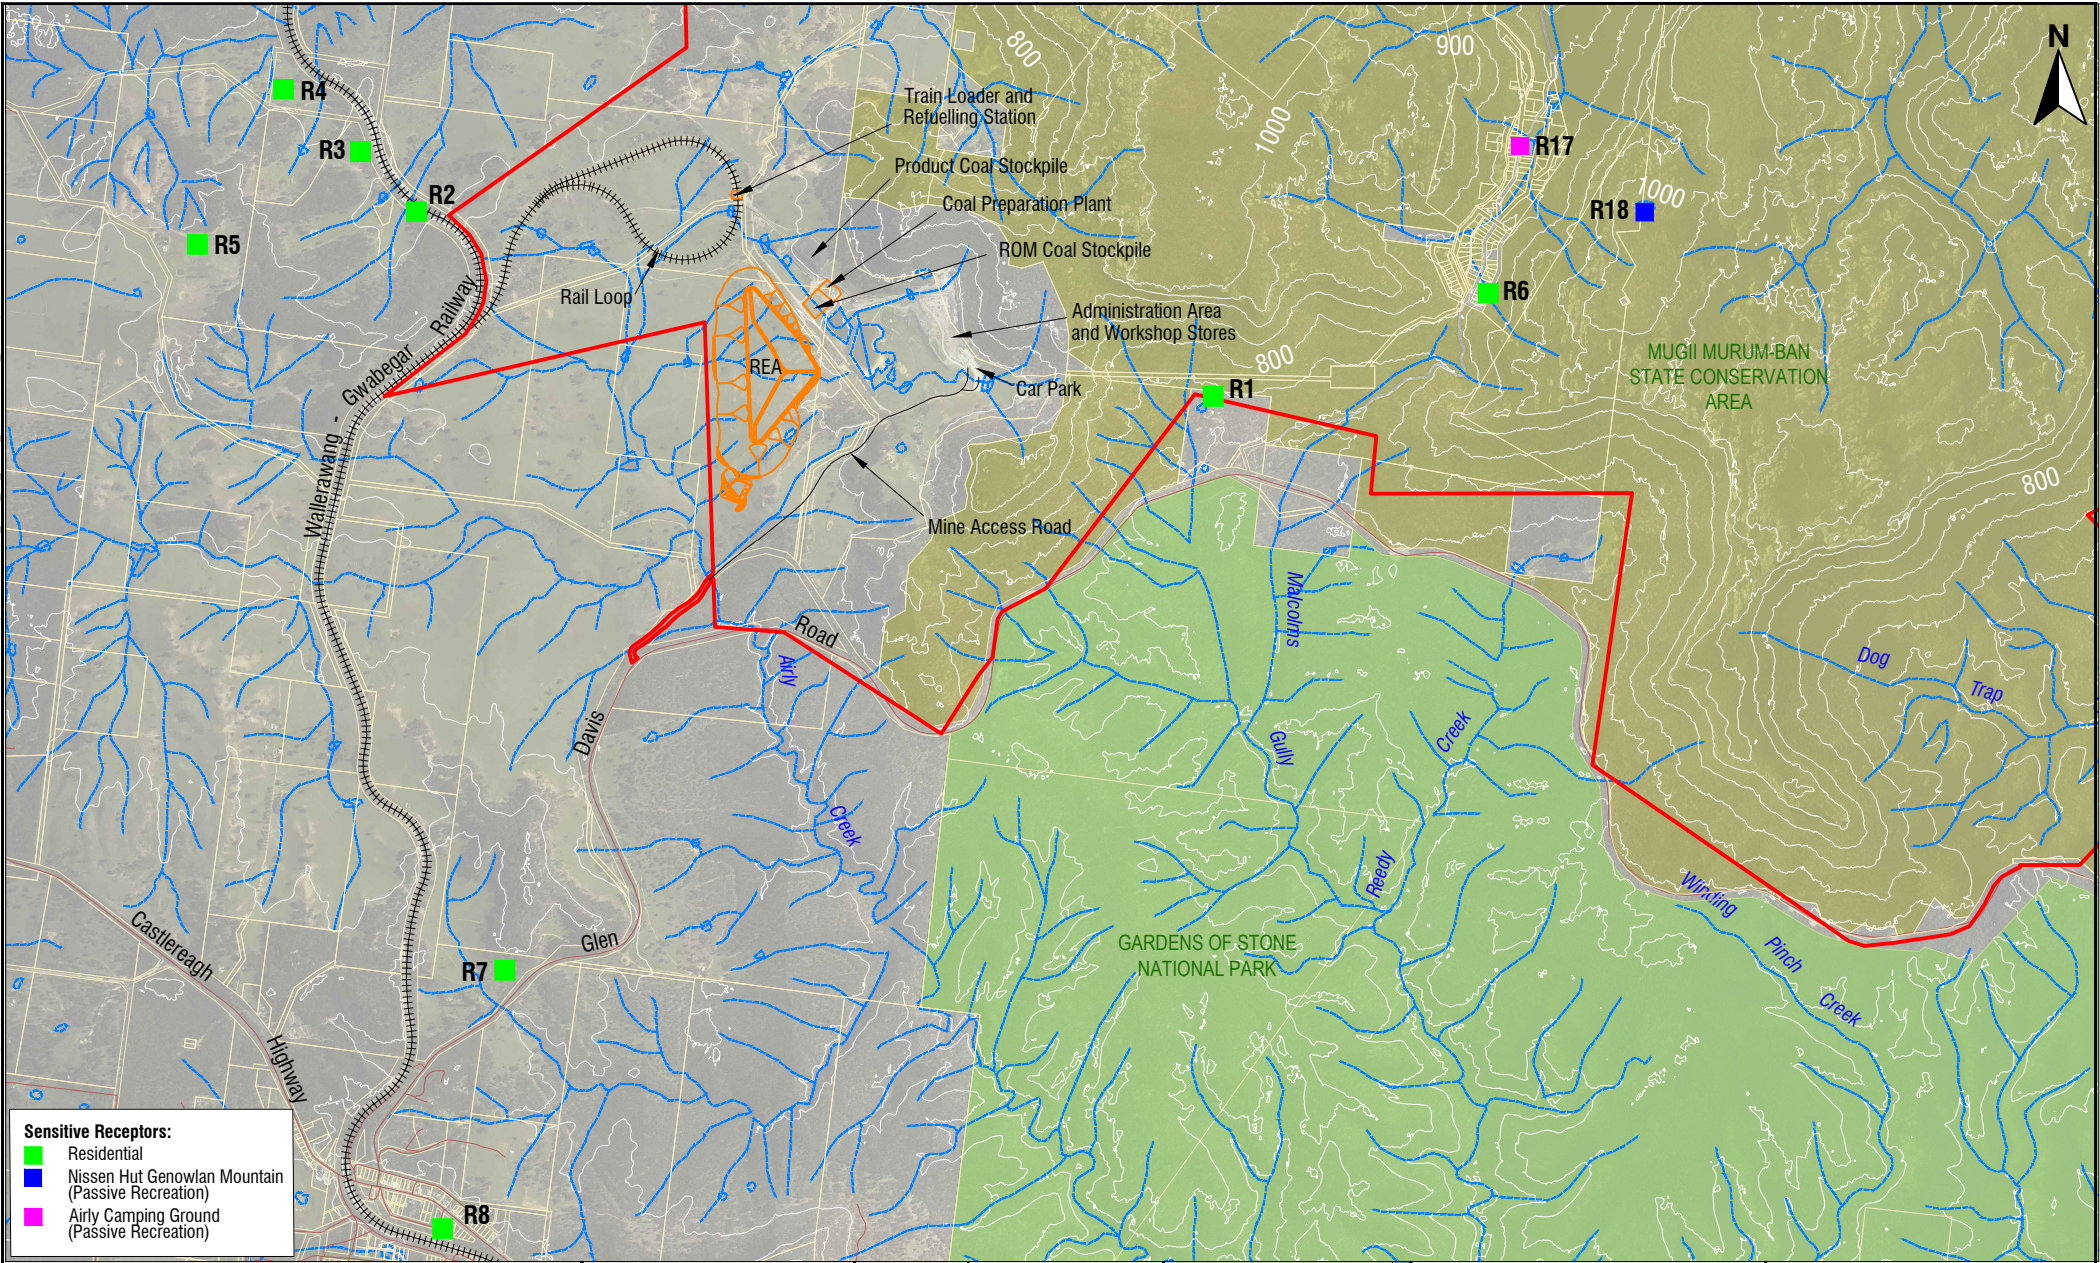 N
800
900
1000
R4
R3
R2
R5
Train Loader and
Refuelling Station
Product Coal Stockpile
Coal Preparation Plant
ROM Coal Stockpile
Rail Loop
Administration Area
and Workshop Stores
REA
Car Park
Mine Access Road
R17
R18
1000
R6
R1
800
MUGII MURUM-BAN
STATE CONSERVATION
AREA
800
Wallerawang - Gwabegar Railway
Road
Davis
Glen
Airly
Creek
Malcolms
Gully
Creek
Reedy
Dog
Trap
Winding
Pinch
Creek
GARDENS OF STONE
NATIONAL PARK
Castlereagh
Highway
R7
R8
Sensitive Receptors:
Residential
Nissen Hut Genowlan Mountain
(Passive Recreation)
Airly Camping Ground
(Passive Recreation)